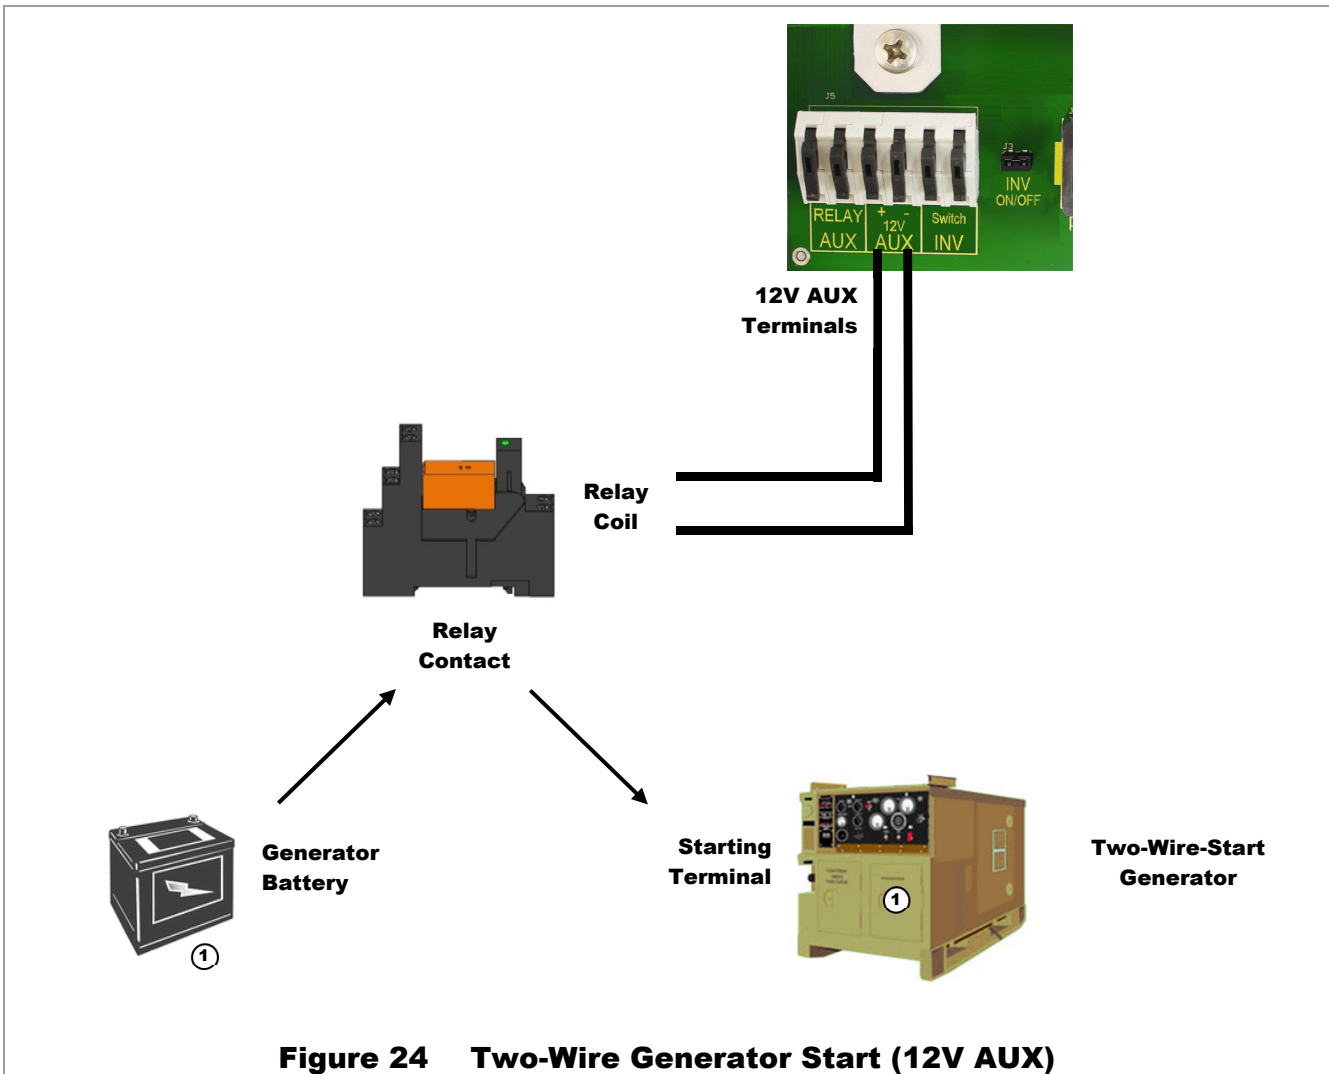 J5
J3
INV
ON/OFF
RELAY
AUX
+ -
12V
AUX
Switch
INV
12V AUX
Terminals
Relay
Coil
Relay
Contact
Generator
Battery
1
Starting
Terminal
1
Two-Wire-Start
Generator
Figure 24 Two-Wire Generator Start (12V AUX)